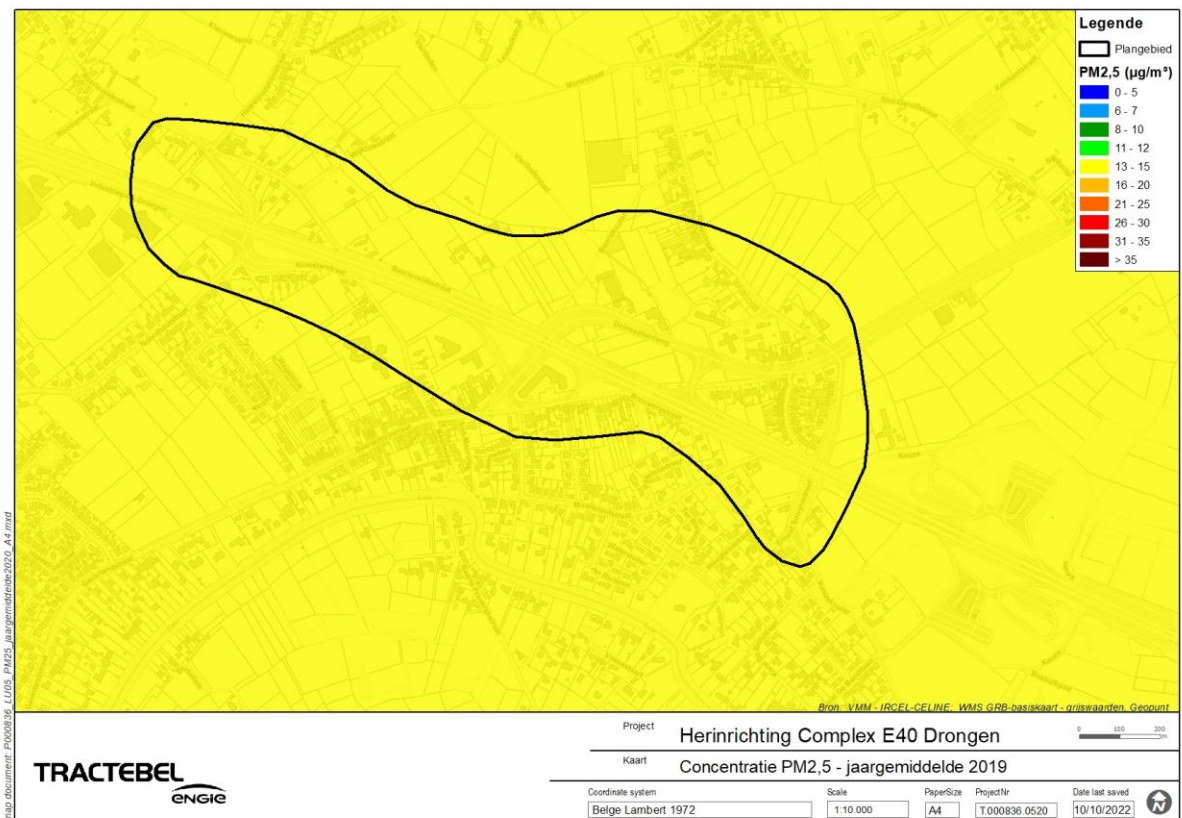 Legende
Plangebied
PM2,5 (µg/m³)
0 - 5
6 - 7
8 - 10
11 - 12
13 - 15
16 - 20
21 - 25
26 - 30
31 - 35
> 35
Keuze
Bron: VMM - IRCEL-CELINE; WMS GRB-basiskaart - grijswaarden, Geopunt
map document: P000836_LU05_PM25_jaargemiddelde2020_A4.mxd
TRACTEBEL
ENGIE
Project
Herinrichting Complex E40 Drongen
0 100 200
m
Kaart
Concentratie PM2,5 - jaargemiddelde 2019
Coordinate system
Scale
PaperSize
ProjectNr
Date last saved
Belge Lambert 1972
1:10.000
A4
T.000836.0520
10/10/2022
N